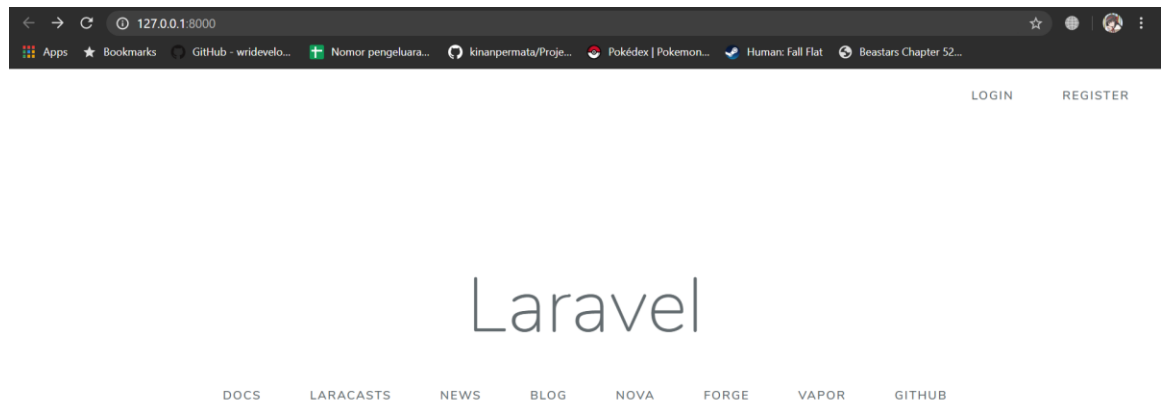 127.0.0.1:8000
Apps Bookmarks GitHub - wridevelo... Nomor pengeluara... kinanpermata/Proje... Pokédex | Pokemon... Human: Fall Flat Beastars Chapter 52...
LOGIN REGISTER
Laravel
DOCS LARACASTS NEWS BLOG NOVA FORGE VAPOR GITHUB